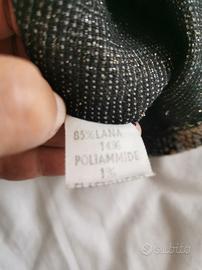 85% LANA
14%
POLIAMMIDE
1%
subito